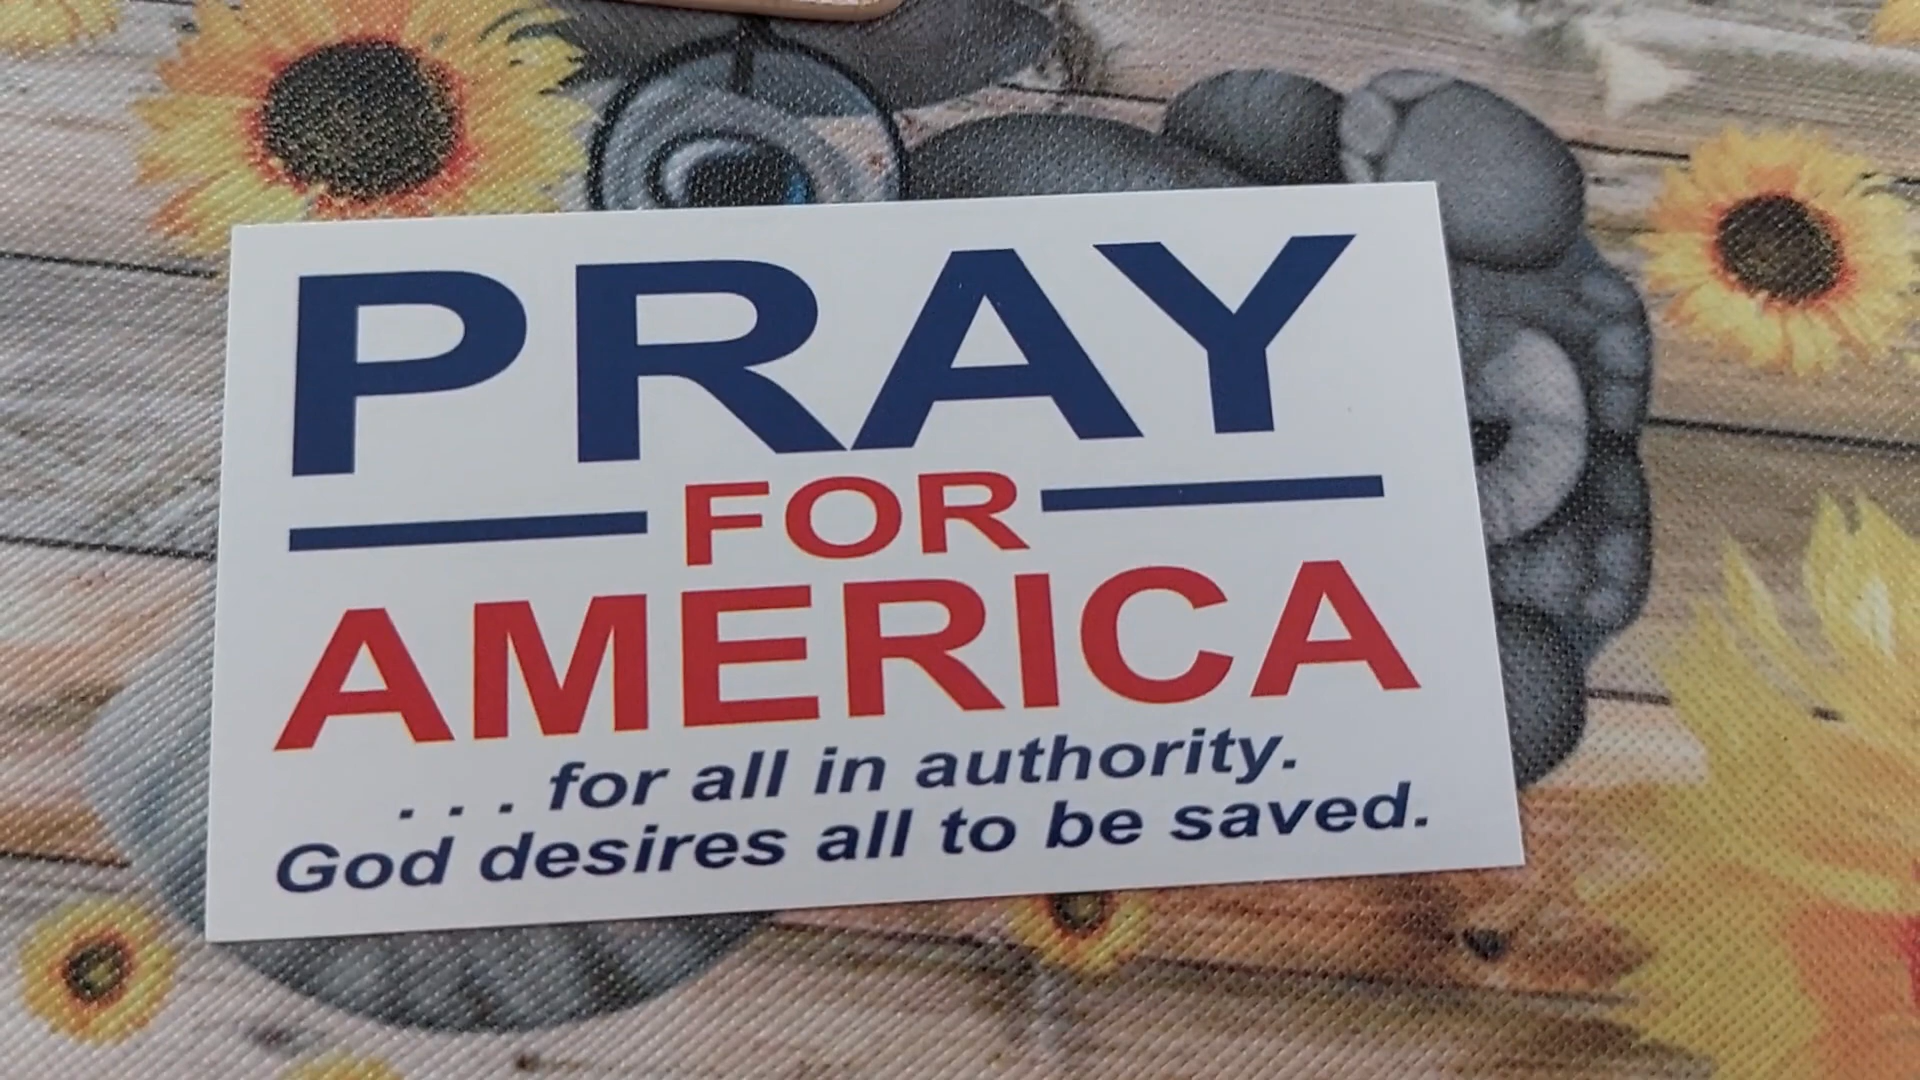 PRAY
FOR
AMERICA
. . . for all in authority.
God desires all to be saved.